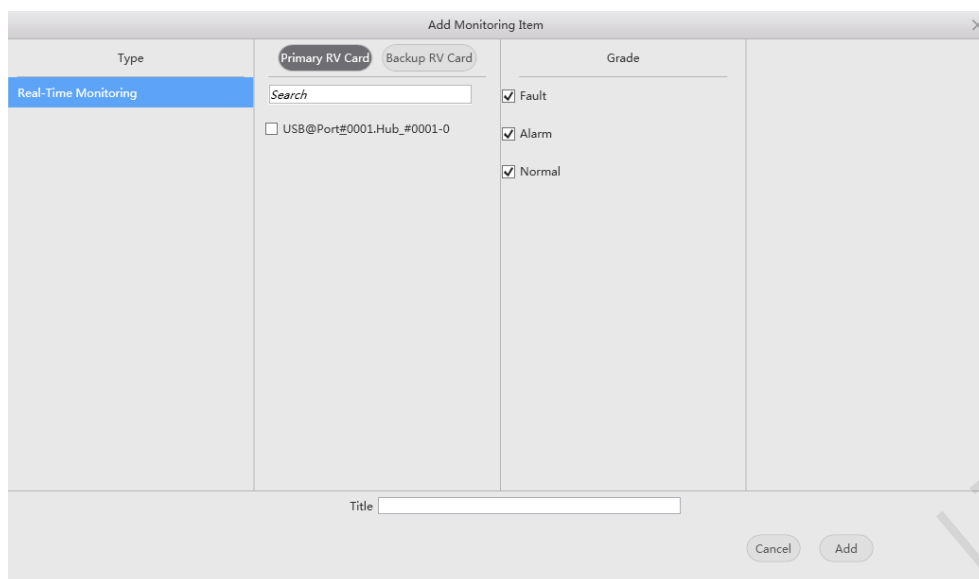 Add Monitoring Item
Type
Primary RV Card
Backup RV Card
Grade
Real-Time Monitoring
Search
Fault
USB@Port#0001.Hub_#0001-0
Alarm
Normal
Title
Cancel
Add